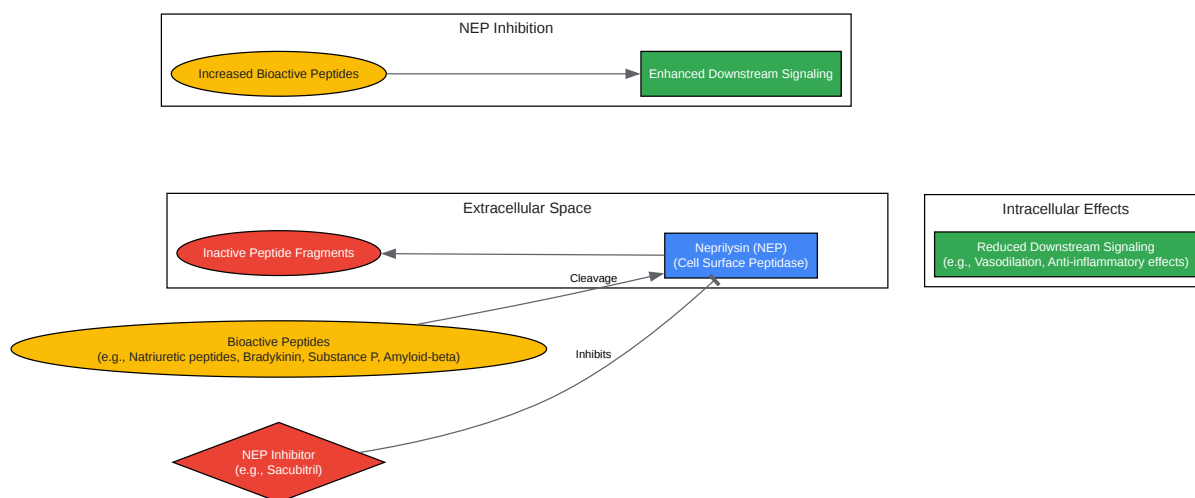 NEP Inhibition
Increased Bioactive Peptides
Enhanced Downstream Signaling
Extracellular Space
Inactive Peptide Fragments
Neprilysin (NEP)
(Cell Surface Peptidase)
Intracellular Effects
Reduced Downstream Signaling
(e.g., Vasodilation, Anti-inflammatory effects)
Cleavage
Bioactive Peptides
(e.g., Natriuretic peptides, Bradykinin, Substance P, Amyloid-beta)
Inhibits
NEP Inhibitor
(e.g., Sacubitril)